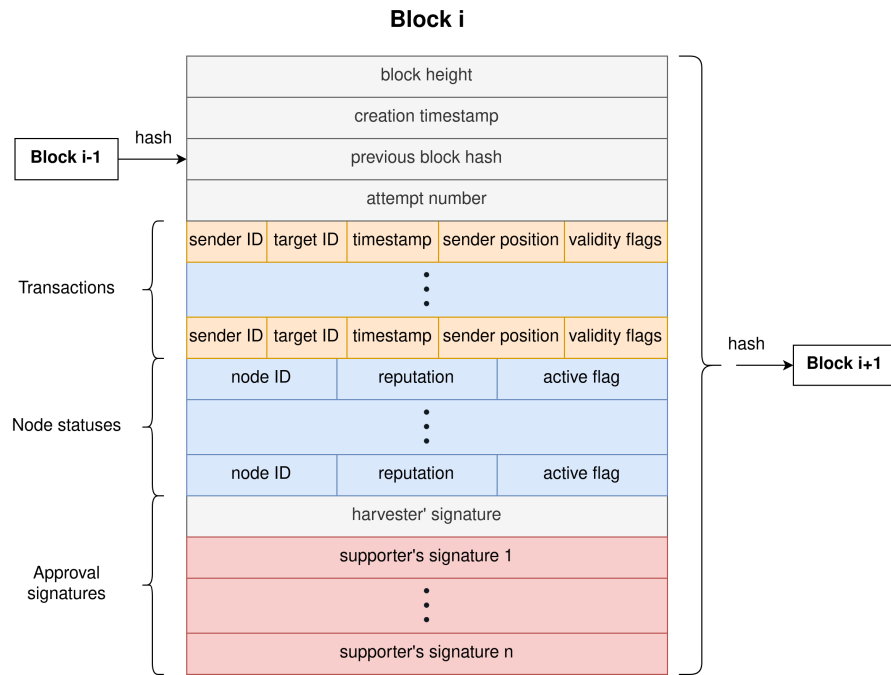 Block i
block height
creation timestamp
hash
Block i-1
previous block hash
attempt number
sender ID target ID timestamp sender position validity flags
Transactions
sender ID target ID timestamp sender position validity flags
hash
Block i+1
node ID reputation active flag
Node statuses
node ID reputation active flag
harvester' signature
supporter's signature 1
Approval
signatures
supporter's signature n